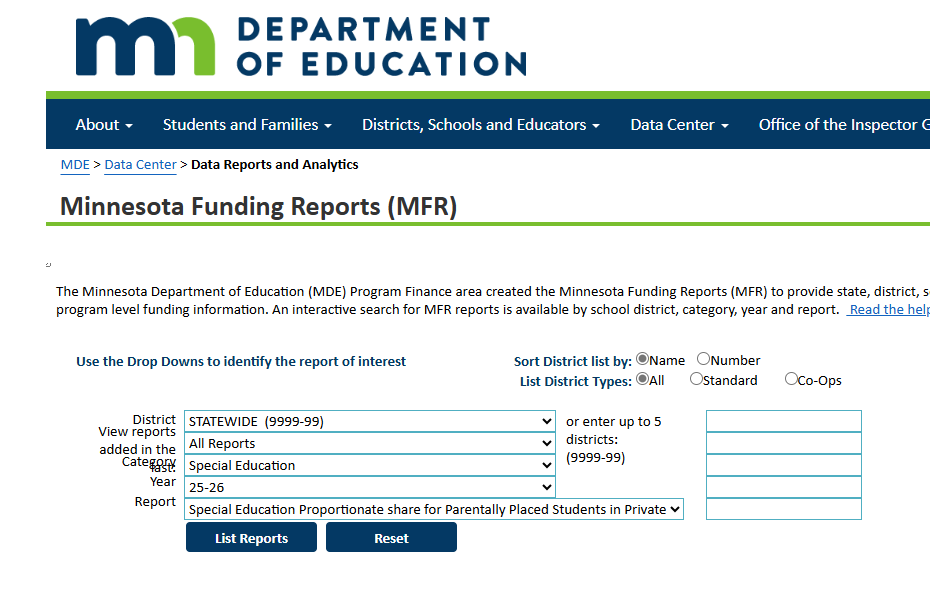 mn DEPARTMENT
OF EDUCATION
About Students and Families Districts, Schools and Educators Data Center Office of the Inspector G
MDE > Data Center > Data Reports and Analytics
Minnesota Funding Reports (MFR)
The Minnesota Department of Education (MDE) Program Finance area created the Minnesota Funding Reports (MFR) to provide state, district, s
program level funding information. An interactive search for MFR reports is available by school district, category, year and report. Read the help
Use the Drop Downs to identify the report of interest Sort District list by: Name Number
List District Types: All Standard Co-Ops
District STATEWIDE (9999-99) or enter up to 5
View reports
added in the All Reports districts:
last:
Category Special Education (9999-99)
Year 25-26
Report Special Education Proportionate share for Parentally Placed Students in Private
List Reports Reset